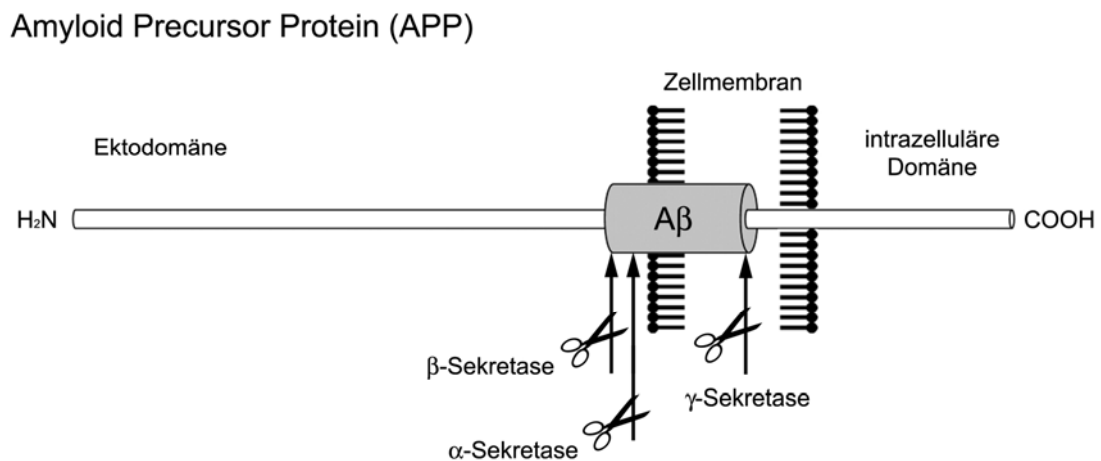 Amyloid Precursor Protein (APP)
Zellmembran
Ektodomäne
intrazelluläre
Domäne
H₂N
Aβ
COOH
β-Sekretase
γ-Sekretase
α-Sekretase